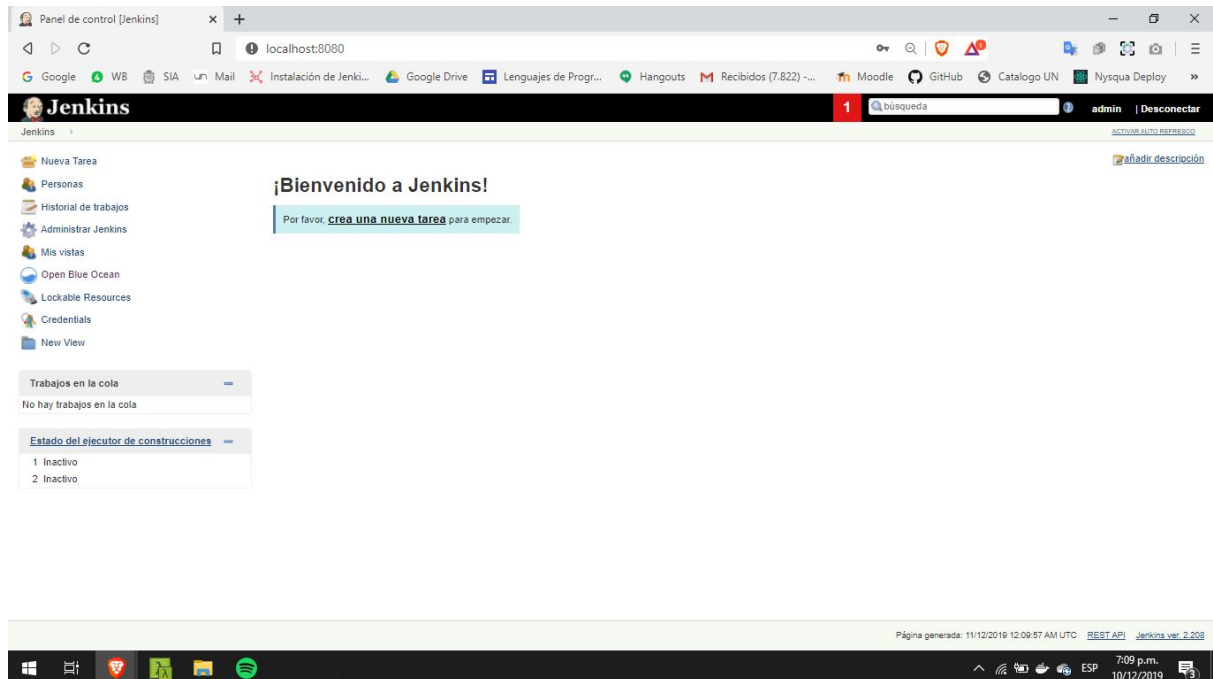 Panel de control [Jenkins]
localhost:8080
Google WB SIA Mail Instalación de Jenki... Google Drive Lenguajes de Progr... Hangouts Recibidos (7.822) -... Moodle GitHub Catalogo UN Nysqua Deploy »
Jenkins 1 búsqueda admin | Desconectar
Jenkins ACTIVAR AUTO REFRESCO
añadir descripción
Nueva Tarea
Personas
Historial de trabajos
Administrar Jenkins
Mis vistas
Open Blue Ocean
Lockable Resources
Credentials
New View
¡Bienvenido a Jenkins!
Por favor, crea una nueva tarea para empezar.
Trabajos en la cola
No hay trabajos en la cola
Estado del ejecutor de construcciones
1 Inactivo
2 Inactivo
Página generada: 11/12/2019 12:09:57 AM UTC REST API Jenkins ver. 2.208
ESP 7:09 p.m.
10/12/2019 3